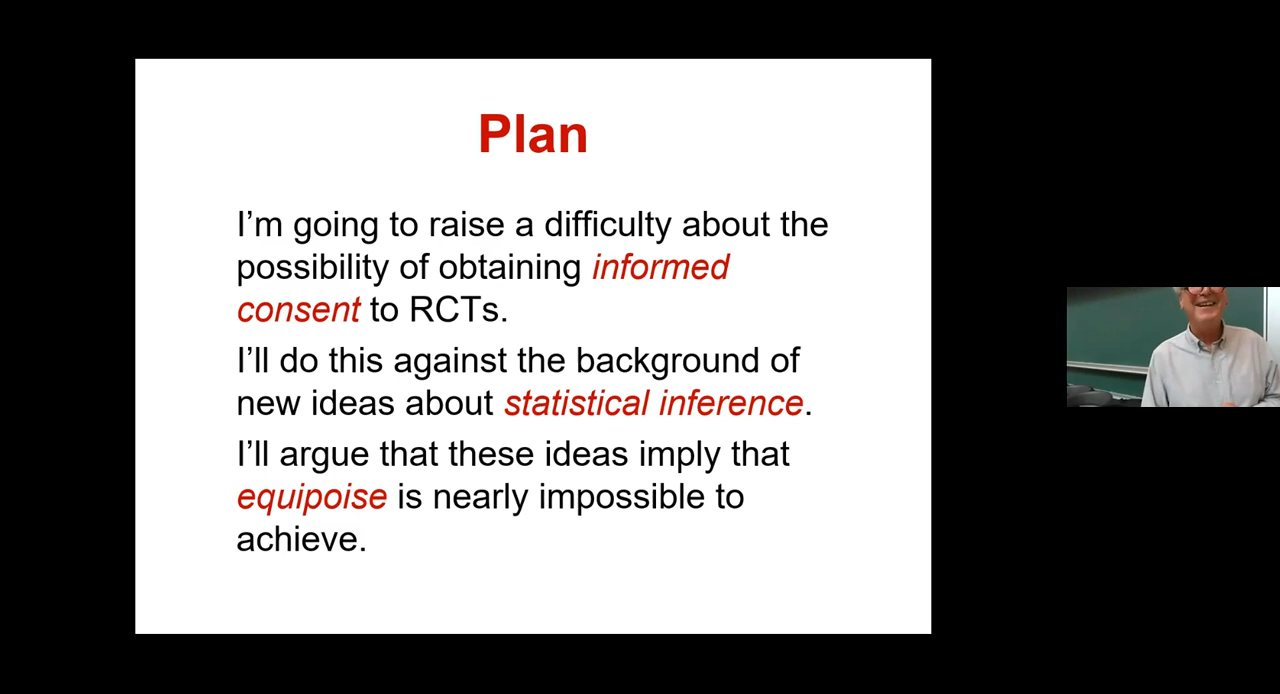 Plan
I’m going to raise a difficulty about the
possibility of obtaining informed
consent to RCTs.
I’ll do this against the background of
new ideas about statistical inference.
I’ll argue that these ideas imply that
equipoise is nearly impossible to
achieve.